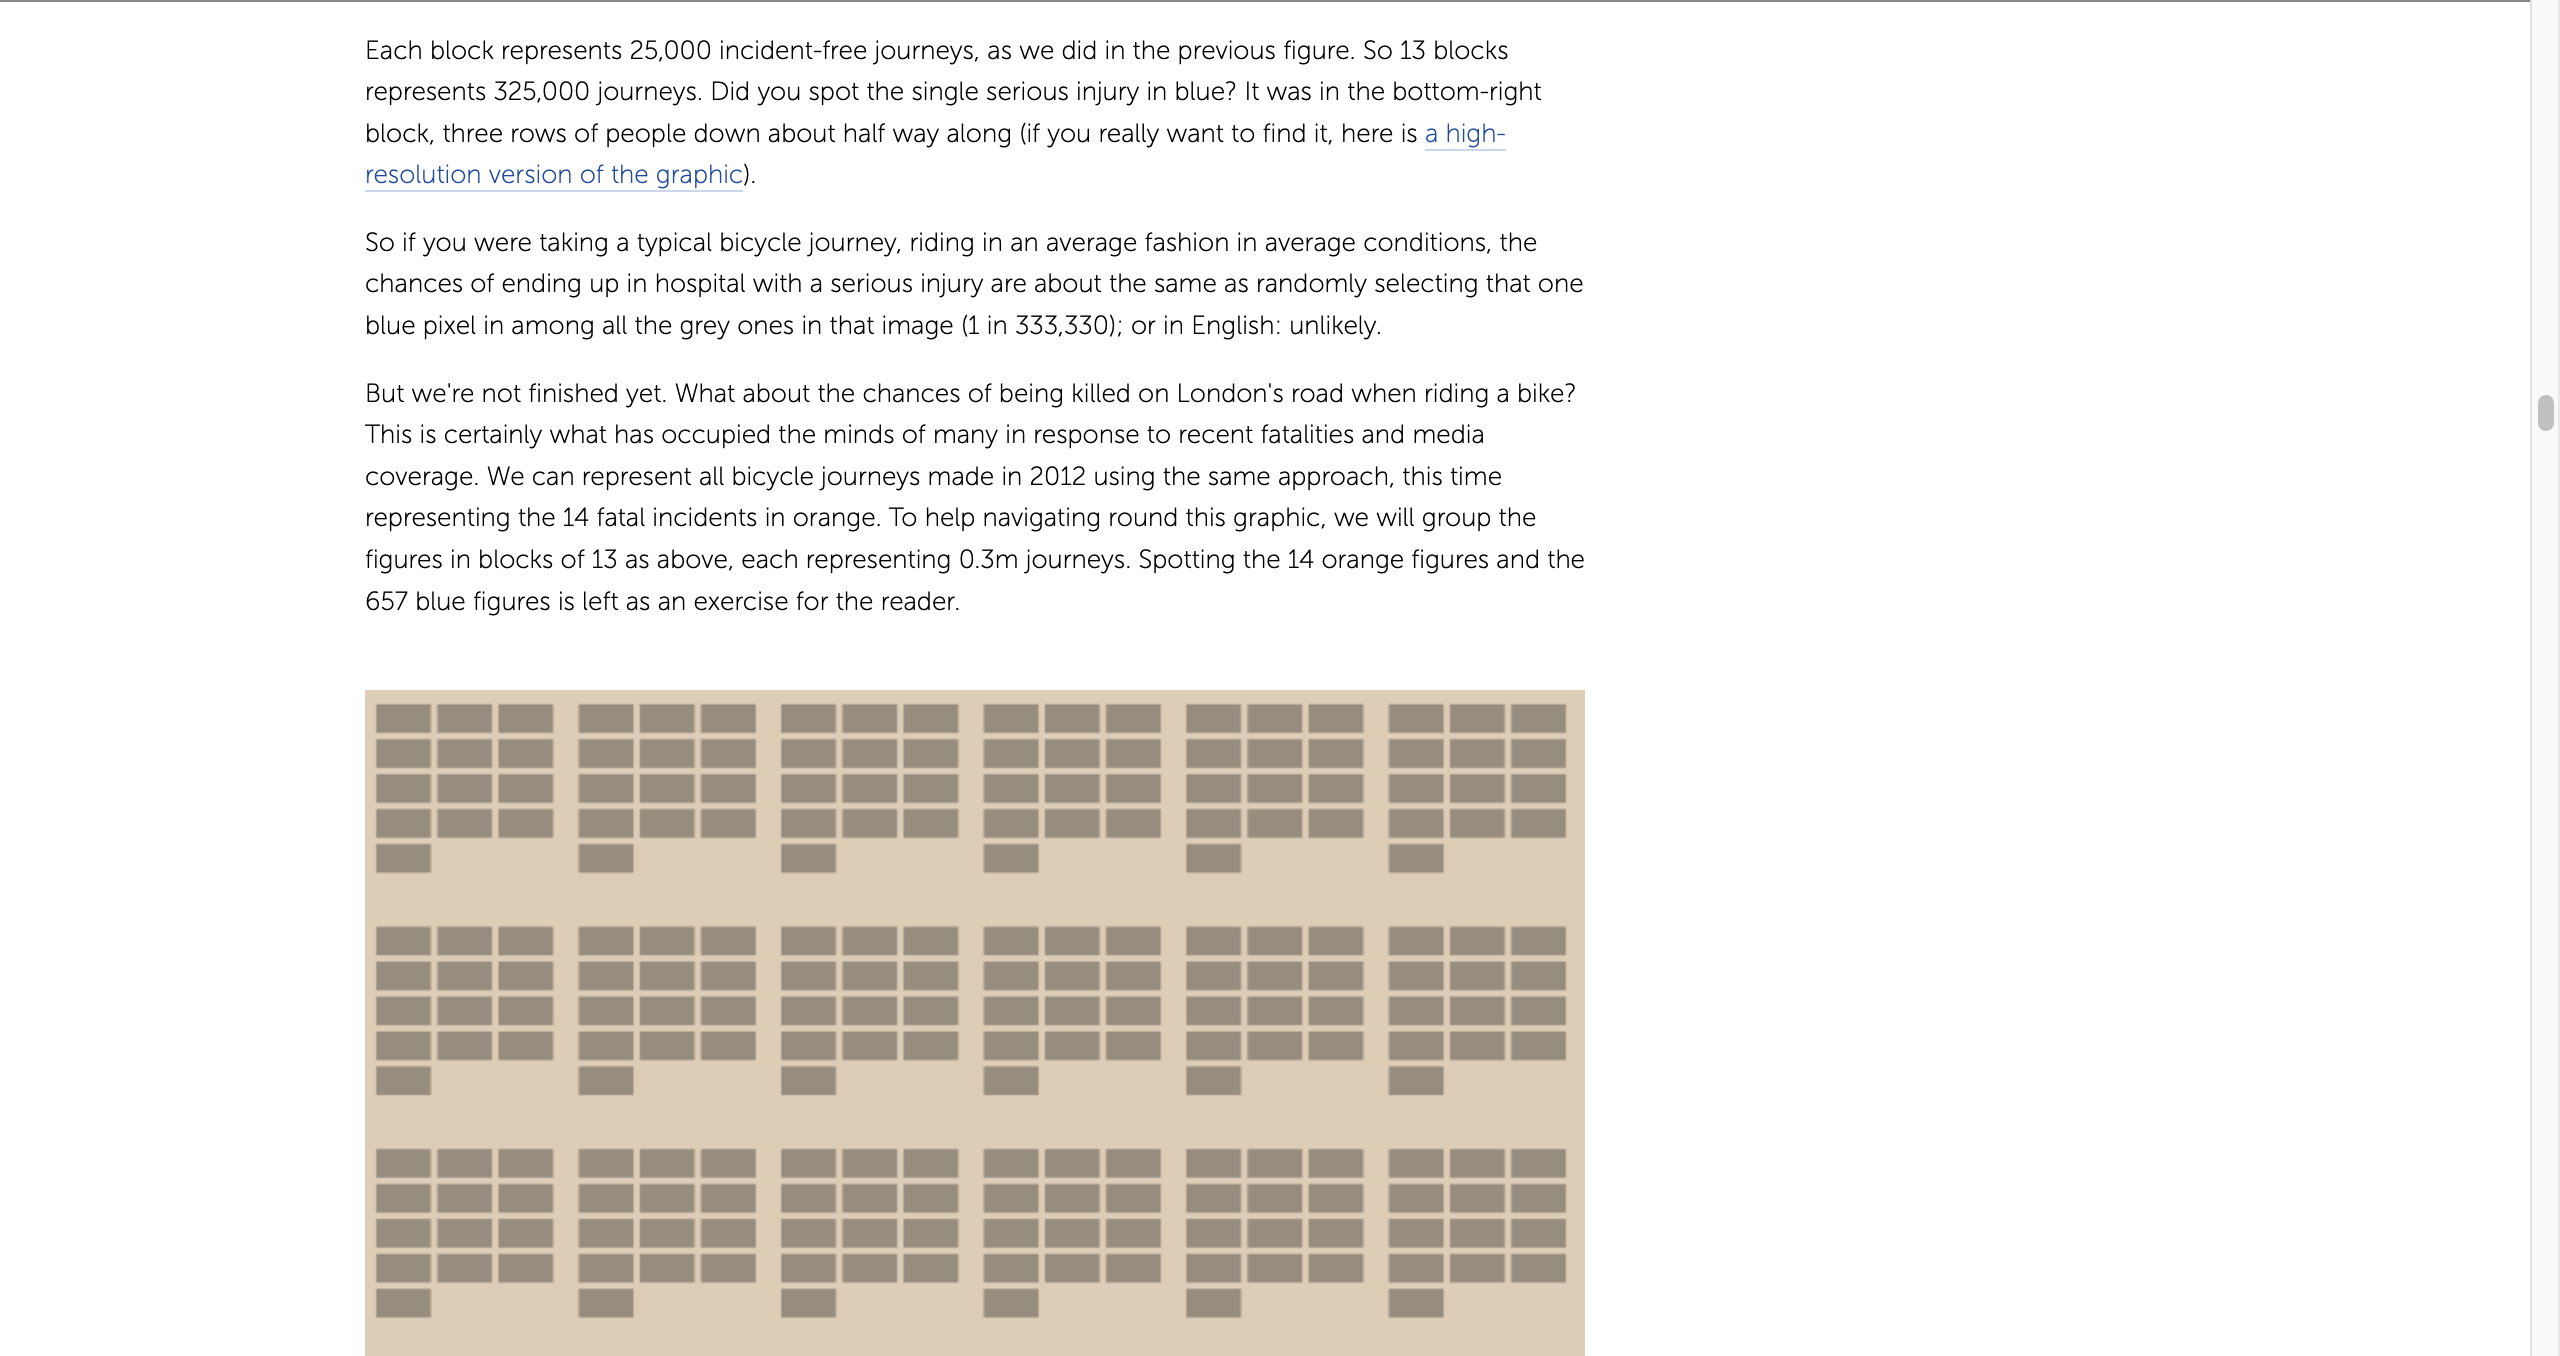 Each block represents 25,000 incident-free journeys, as we did in the previous figure. So 13 blocks
represents 325,000 journeys. Did you spot the single serious injury in blue? It was in the bottom-right
block, three rows of people down about half way along (if you really want to find it, here is a high-
resolution version of the graphic).
So if you were taking a typical bicycle journey, riding in an average fashion in average conditions, the
chances of ending up in hospital with a serious injury are about the same as randomly selecting that one
blue pixel in among all the grey ones in that image (1 in 333,330); or in English: unlikely.
But we're not finished yet. What about the chances of being killed on London's road when riding a bike?
This is certainly what has occupied the minds of many in response to recent fatalities and media
coverage. We can represent all bicycle journeys made in 2012 using the same approach, this time
representing the 14 fatal incidents in orange. To help navigating round this graphic, we will group the
figures in blocks of 13 as above, each representing 0.3m journeys. Spotting the 14 orange figures and the
657 blue figures is left as an exercise for the reader.